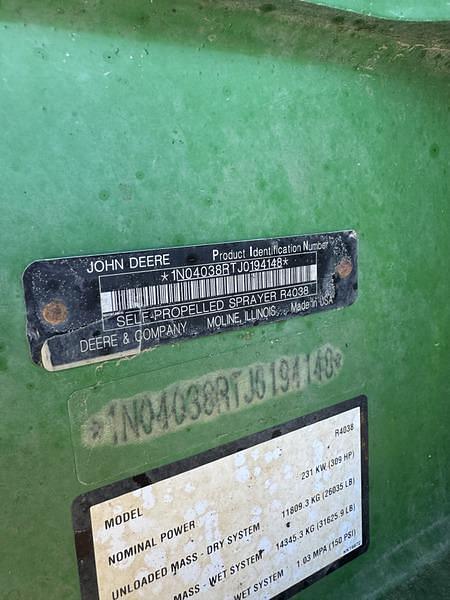 JOHN DEERE Product Identification Number
*1N04038RTJ0194148*
SELF-PROPELLED SPRAYER R4038
DEERE & COMPANY MOLINE, ILLINOIS Made in USA
*1N04038RTJ0194148*
MODEL R4038
NOMINAL POWER 231 KW (309 HP)
UNLOADED MASS - DRY SYSTEM 11809.3 KG (26035 LB)
MASS - WET SYSTEM 14345.3 KG (31625.9 LB)
WET SYSTEM 1.03 MPA (150 PSI)